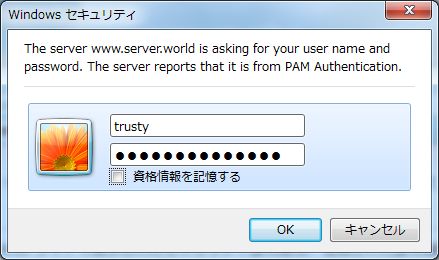 Windows セキュリティ
The server www.server.world is asking for your user name and
password. The server reports that it is from PAM Authentication.
trusty
●●●●●●●●●●●●●●
資格情報を記憶する
OK
キャンセル